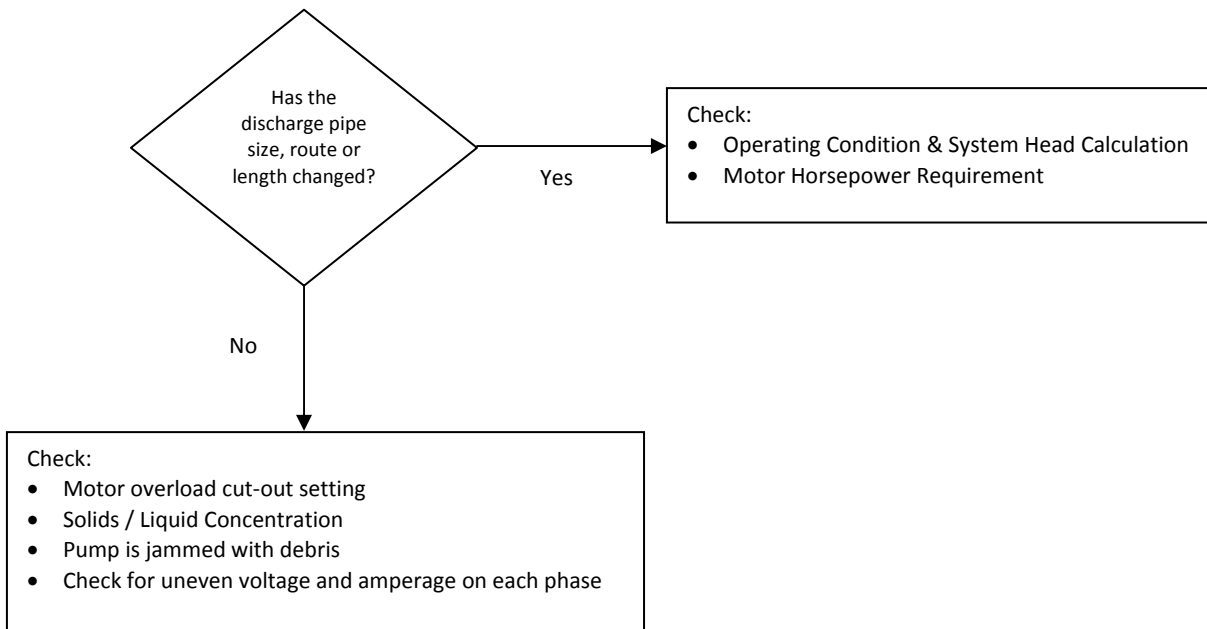 Has the
discharge pipe
size, route or
length changed?
Yes
Check:
• Operating Condition & System Head Calculation
• Motor Horsepower Requirement
No
Check:
• Motor overload cut-out setting
• Solids / Liquid Concentration
• Pump is jammed with debris
• Check for uneven voltage and amperage on each phase